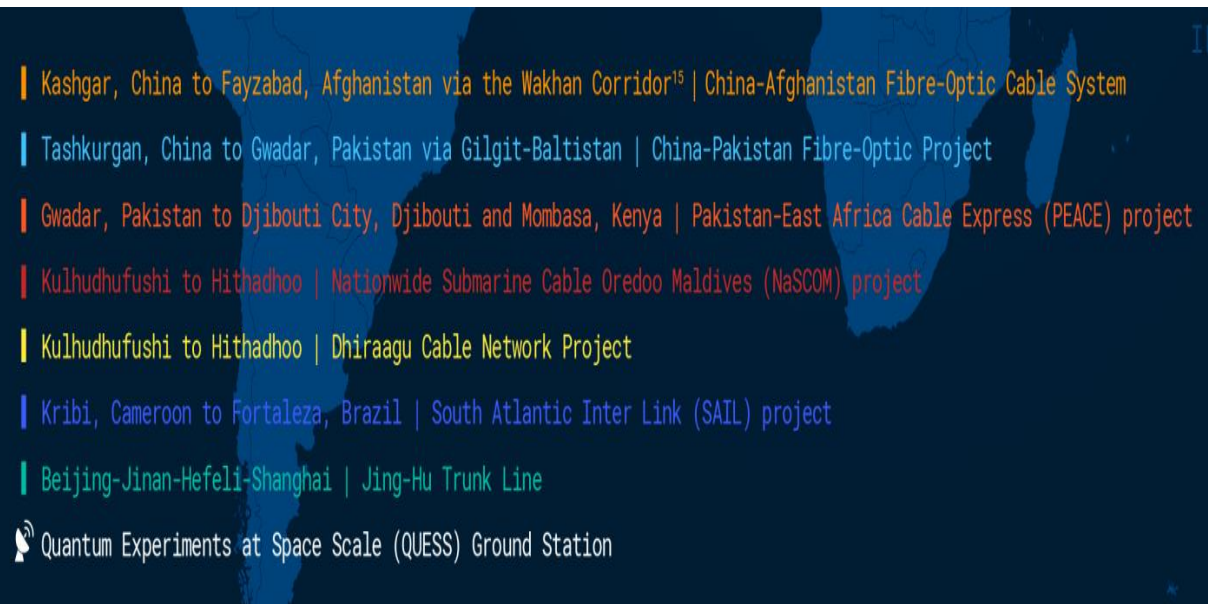 Kashgar, China to Fayzabad, Afghanistan via the Wakhan Corridor¹⁵ | China-Afghanistan Fibre-Optic Cable System
Tashkurgan, China to Gwadar, Pakistan via Gilgit-Baltistan | China-Pakistan Fibre-Optic Project
Gwadar, Pakistan to Djibouti City, Djibouti and Mombasa, Kenya | Pakistan-East Africa Cable Express (PEACE) project
Kulhudhufushi to Hithadhoo | Nationwide Submarine Cable Oredoo Maldives (NaSCOM) project
Kulhudhufushi to Hithadhoo | Dhiraagu Cable Network Project
Kribi, Cameroon to Fortaleza, Brazil | South Atlantic Inter Link (SAIL) project
Beijing-Jinan-Hefeli-Shanghai | Jing-Hu Trunk Line
Quantum Experiments at Space Scale (QUESS) Ground Station